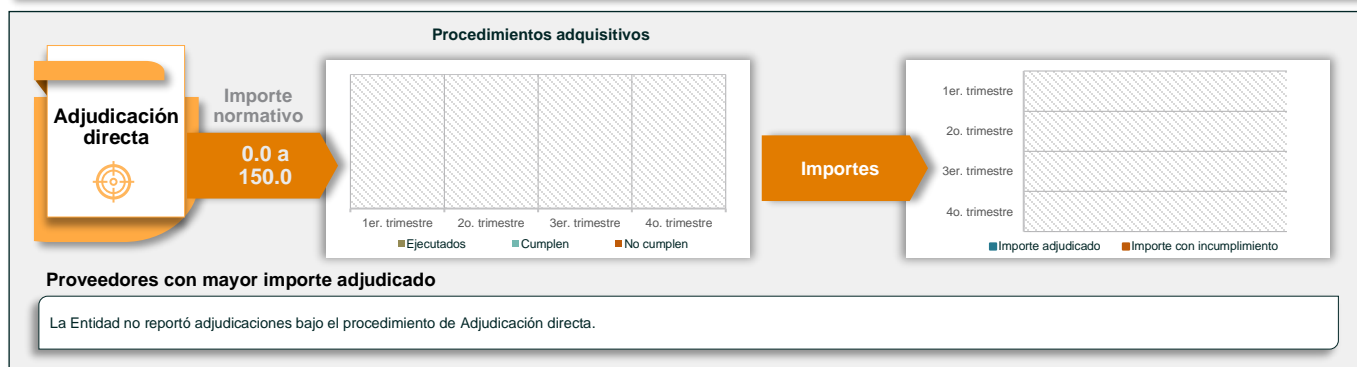 Procedimientos adquisitivos
Adjudicación
directa
Importe
normativo
0.0 a
150.0
1er. trimestre
2o. trimestre
3er. trimestre
4o. trimestre
Ejecutados
Cumplen
No cumplen
Importes
1er. trimestre
2o. trimestre
3er. trimestre
4o. trimestre
Importe adjudicado
Importe con incumplimiento
Proveedores con mayor importe adjudicado
La Entidad no reportó adjudicaciones bajo el procedimiento de Adjudicación directa.